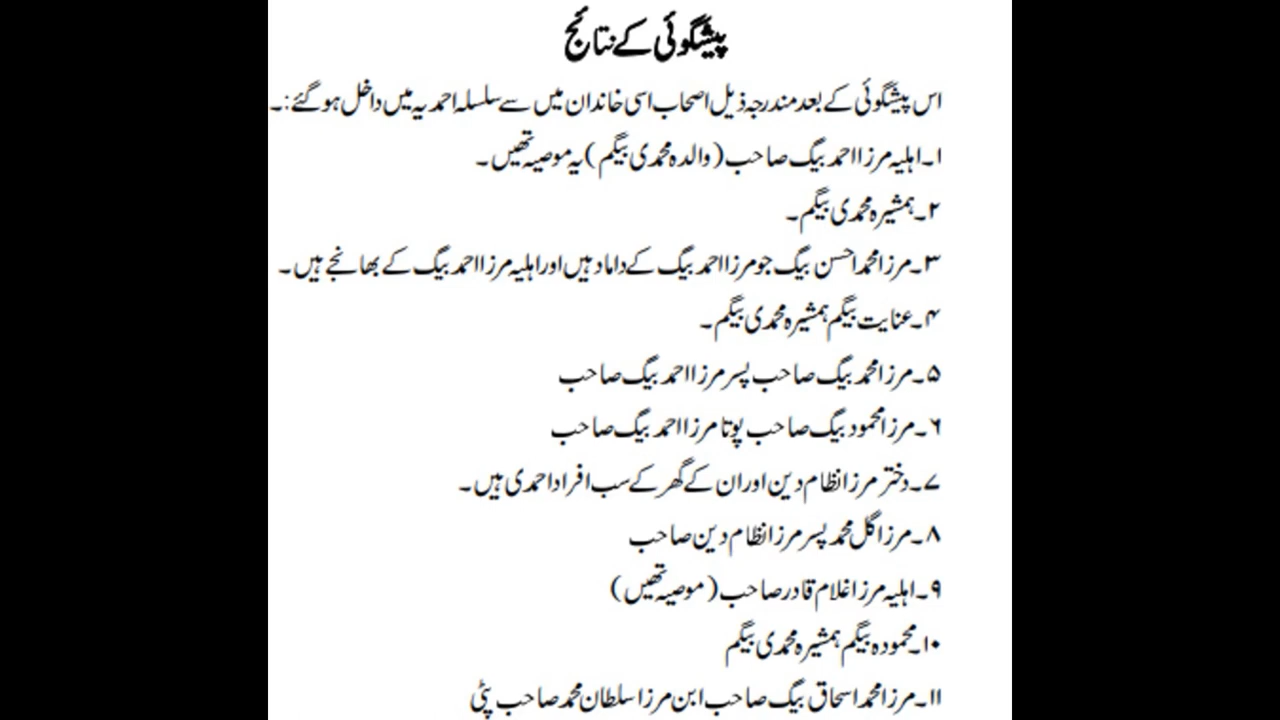 پیشگوئی کے نتائج
اس پیشگوئی کے بعد مندرجہ ذیل اصحاب اسی خاندان میں سے سلسلہ احمدیہ میں داخل ہو گئے:۔
۱۔اہلیہ مرزا احمد بیگ صاحب (والدہ محمدی بیگم) یہ موصیہ تھیں۔
۲۔ہمشیرہ محمدی بیگم۔
۳۔مرزا محمد احسن بیگ جو مرزا احمد بیگ کے داماد ہیں اور اہلیہ مرزا احمد بیگ کے بھانجے ہیں۔
۴۔عنایت بیگم ہمشیرہ محمدی بیگم۔
۵۔مرزا محمد بیگ صاحب پسر مرزا احمد بیگ صاحب
۶۔مرزا محمود بیگ صاحب پوتا مرزا احمد بیگ صاحب
۷۔دختر مرزا نظام دین اور ان کے گھر کے سب افراد احمدی ہیں۔
۸۔مرزا گل محمد پسر مرزا نظام دین صاحب
۹۔اہلیہ مرزا غلام قادر صاحب (موصیہ تھیں)
۱۰۔محمودہ بیگم ہمشیرہ محمدی بیگم
۱۱۔مرزا محمد اسحاق بیگ صاحب ابن مرزا سلطان محمد صاحب پٹی